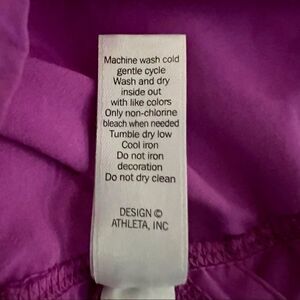 Machine wash cold
gentle cycle
Wash and dry
inside out
with like colors
Only non-chlorine
bleach when needed
Tumble dry low
Cool iron
Do not iron
decoration
Do not dry clean
DESIGN ©
ATHLETA, INC